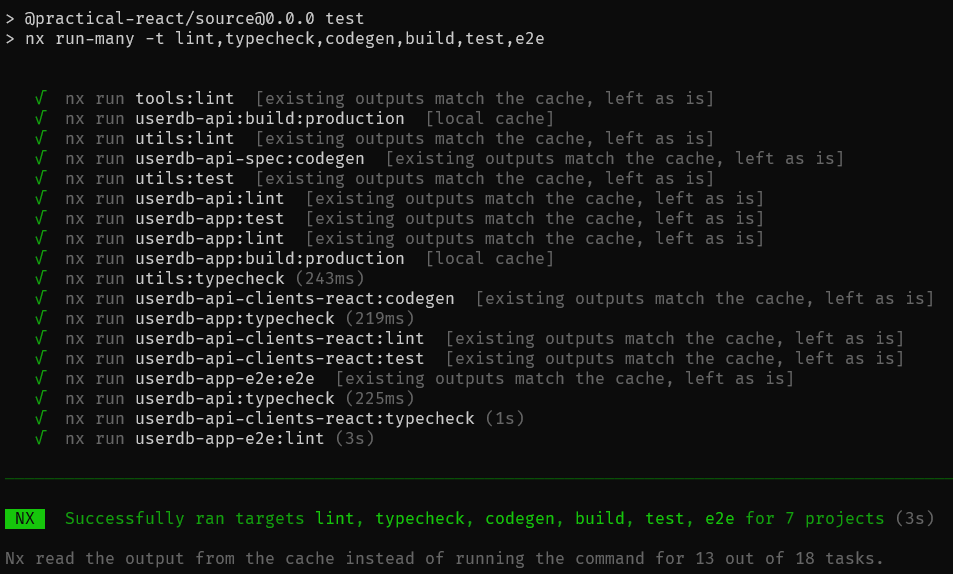 > @practical-react/source@0.0.0 test
> nx run-many -t lint,typecheck,codegen,build,test,e2e
√ nx run tools:lint [existing outputs match the cache, left as is]
√ nx run userdb-api:build:production [local cache]
√ nx run utils:lint [existing outputs match the cache, left as is]
√ nx run userdb-api-spec:codegen [existing outputs match the cache, left as is]
√ nx run utils:test [existing outputs match the cache, left as is]
√ nx run userdb-api:lint [existing outputs match the cache, left as is]
√ nx run userdb-app:test [existing outputs match the cache, left as is]
√ nx run userdb-app:lint [existing outputs match the cache, left as is]
√ nx run userdb-app:build:production [local cache]
√ nx run utils:typecheck (243ms)
√ nx run userdb-api-clients-react:codegen [existing outputs match the cache, left as is]
√ nx run userdb-app:typecheck (219ms)
√ nx run userdb-api-clients-react:lint [existing outputs match the cache, left as is]
√ nx run userdb-api-clients-react:test [existing outputs match the cache, left as is]
√ nx run userdb-app-e2e:e2e [existing outputs match the cache, left as is]
√ nx run userdb-api:typecheck (225ms)
√ nx run userdb-api-clients-react:typecheck (1s)
√ nx run userdb-app-e2e:lint (3s)
NX Successfully ran targets lint, typecheck, codegen, build, test, e2e for 7 projects (3s)
Nx read the output from the cache instead of running the command for 13 out of 18 tasks.